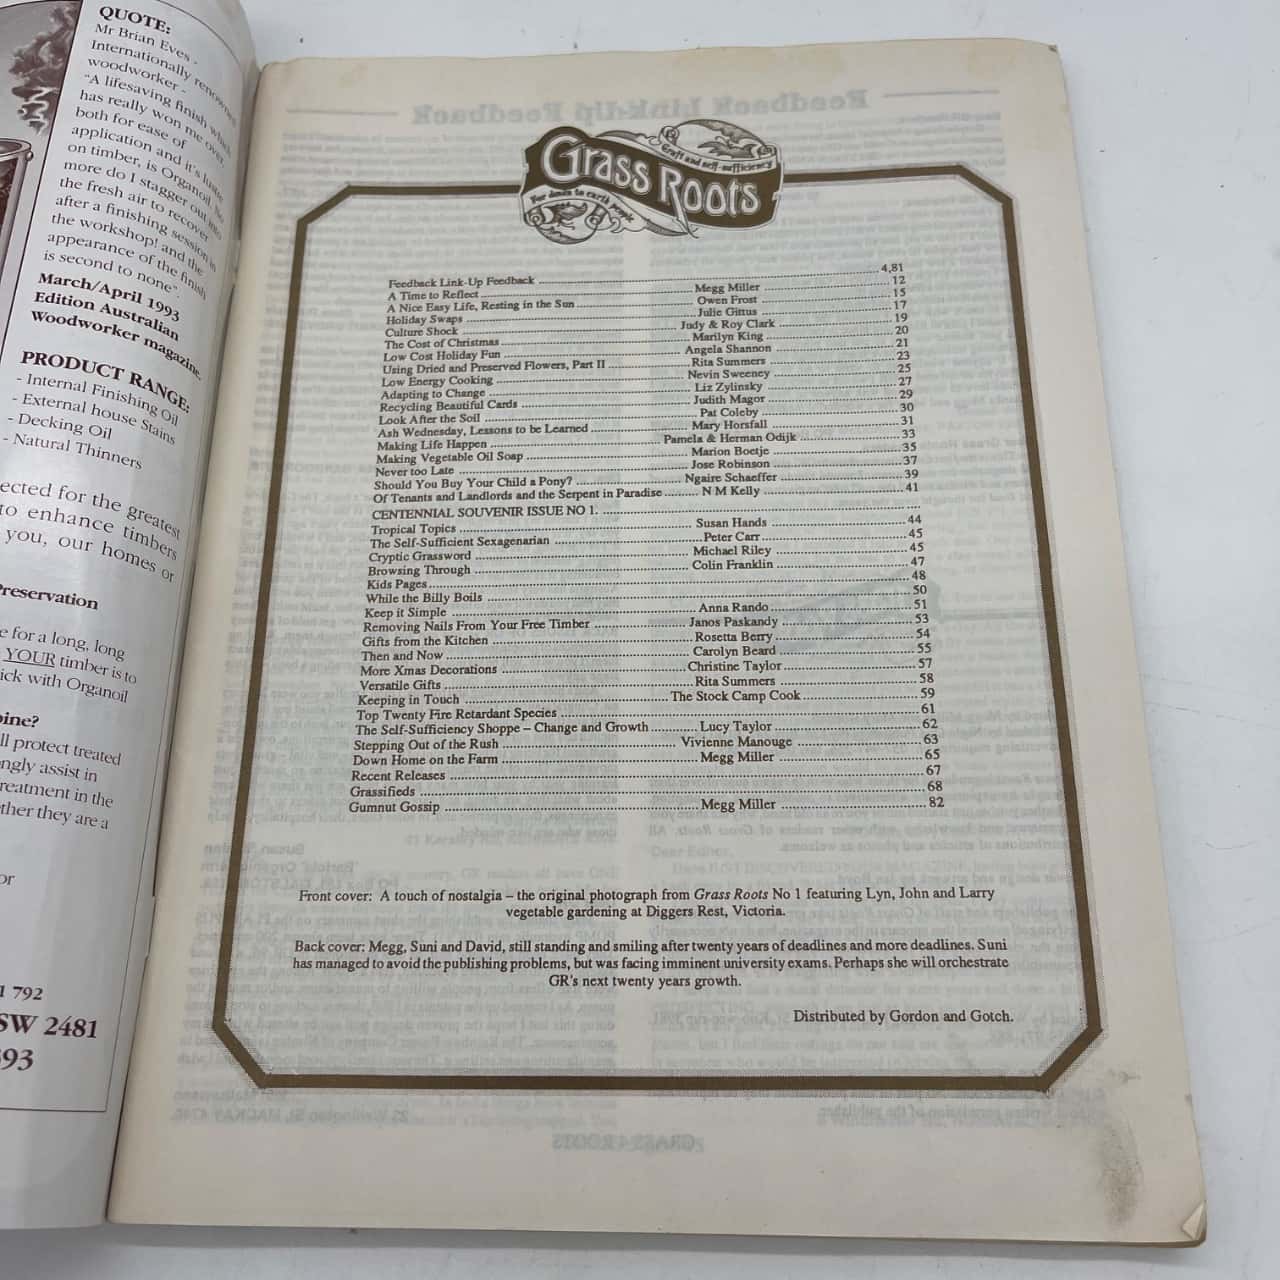 QUOTE:
Mr Brian Eves -
Internationally renowned
woodworker -
"A lifesaving finish which
has really won me over
both for ease of
application and it's
on timber, is Organoil. No
more do I stagger out into
the fresh air to recover
after a finishing session in
the workshop! and the
appearance of the finish
is second to none".
March/April 1993
Edition Australian
Woodworker magazine.
PRODUCT RANGE:
- Internal Finishing Oil
- External house Stains
- Decking Oil
- Natural Thinners
ected for the greatest
to enhance timbers
you, our homes or
Preservation
e for a long, long
YOUR timber is to
ick with Organoil
oine?
ll protect treated
ngly assist in
reatment in the
ther they are a
or
1 792
SW 2481
593
Grass Roots
Craft and self-sufficiency
For down to earth people
Feedback Link-Up Feedback 4,81
A Time to Reflect Megg Miller 12
A Nice Easy Life, Resting in the Sun Owen Frost 15
Holiday Swaps Julie Gittus 17
Culture Shock Judy & Roy Clark 19
The Cost of Christmas Marilyn King 20
Low Cost Holiday Fun Angela Shannon 21
Using Dried and Preserved Flowers, Part II Rita Summers 23
Low Energy Cooking Nevin Sweeney 25
Adapting to Change Liz Zylinsky 27
Recycling Beautiful Cards Judith Magor 29
Look After the Soil Pat Coleby 30
Ash Wednesday, Lessons to be Learned Mary Horsfall 31
Making Life Happen Pamela & Herman Odijk 33
Making Vegetable Oil Soap Marion Boetje 35
Never too Late Jose Robinson 37
Should You Buy Your Child a Pony? Ngaire Schaeffer 39
Of Tenants and Landlords and the Serpent in Paradise N M Kelly 41
CENTENNIAL SOUVENIR ISSUE NO 1.
Tropical Topics Susan Hands 44
The Self-Sufficient Sexagenarian Peter Carr 45
Cryptic Grassword Michael Riley 45
Browsing Through Colin Franklin 47
Kids Pages 48
While the Billy Boils 50
Keep it Simple Anna Rando 51
Removing Nails From Your Free Timber Janos Paskandy 53
Gifts from the Kitchen Rosetta Berry 54
Then and Now Carolyn Beard 55
More Xmas Decorations Christine Taylor 57
Versatile Gifts Rita Summers 58
Keeping in Touch The Stock Camp Cook 59
Top Twenty Fire Retardant Species 61
The Self-Sufficiency Shoppe – Change and Growth Lucy Taylor 62
Stepping Out of the Rush Vivienne Manouge 63
Down Home on the Farm Megg Miller 65
Recent Releases 67
Grassifieds 68
Gumnut Gossip Megg Miller 82
Front cover: A touch of nostalgia – the original photograph from Grass Roots No 1 featuring Lyn, John and Larry
vegetable gardening at Diggers Rest, Victoria.
Back cover: Megg, Suni and David, still standing and smiling after twenty years of deadlines and more deadlines. Suni
has managed to avoid the publishing problems, but was facing imminent university exams. Perhaps she will orchestrate
GR's next twenty years growth.
Distributed by Gordon and Gotch.